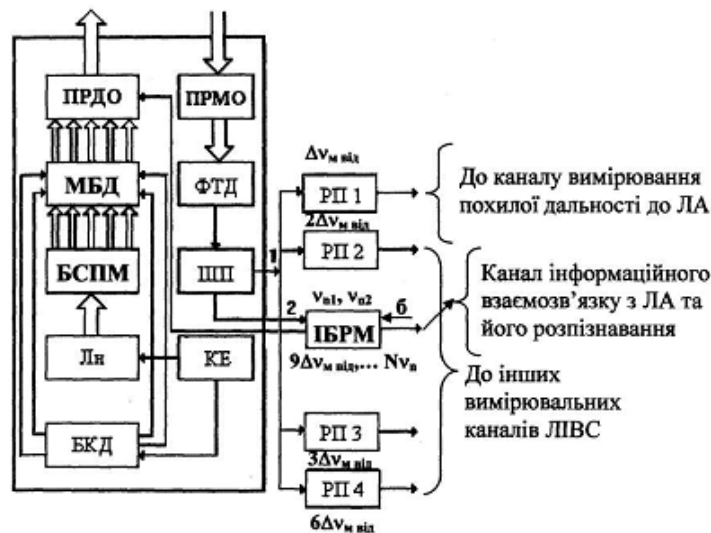 ПРДО
ПРМО
МБД
ФТД
БСПМ
ШП
Лн
КЕ
БКД
1
2
Δνм від
РП 1
2Δνм від
РП 2
νп1, νп2
б
ІБРМ
9Δνм від,… Nνп
РП 3
3Δνм від
РП 4
6Δνм від
До каналу вимірювання
похилої дальності до ЛА
Канал інформаційного
взаємозв’язку з ЛА та
його розпізнавання
До інших
вимірювальних
каналів ЛІВС